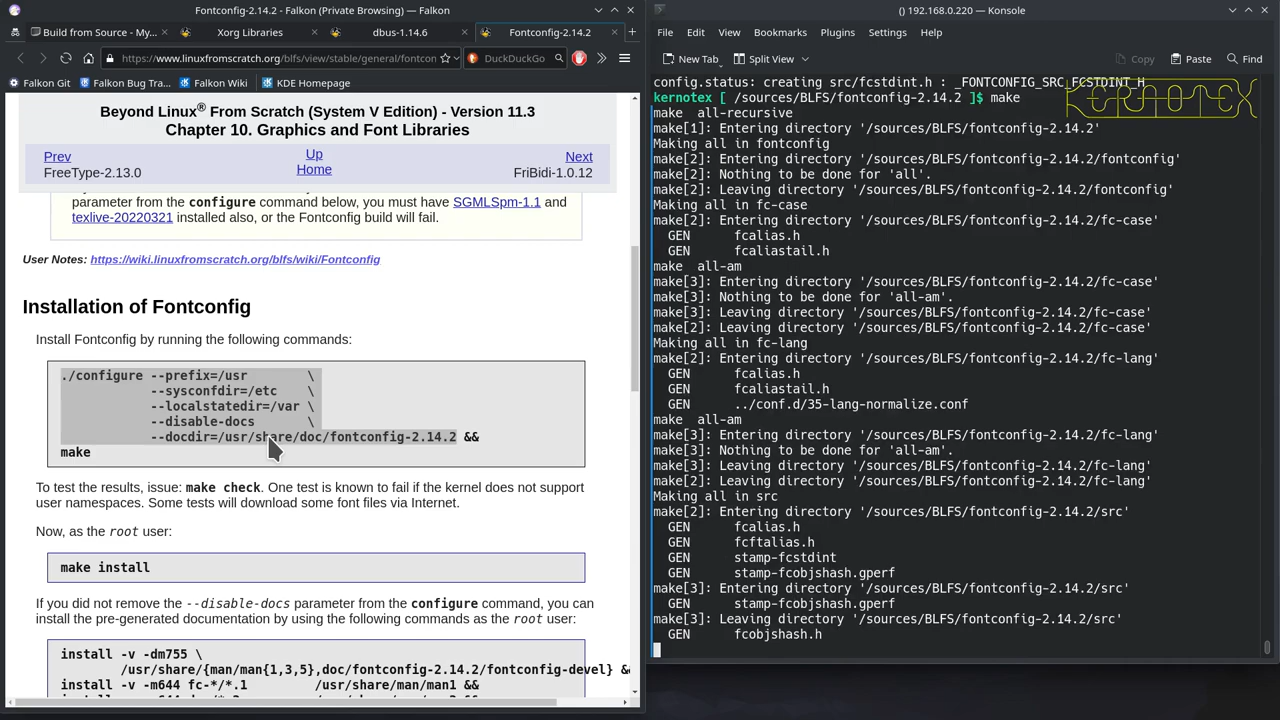 Fontconfig-2.14.2 - Falkon (Private Browsing) — Falkon
Build from Source - My...
Xorg Libraries
dbus-1.14.6
Fontconfig-2.14.2
https://www.linuxfromscratch.org/blfs/view/stable/general/fontcon
DuckDuckGo
Falkon Git
Falkon Bug Tra...
Falkon Wiki
KDE Homepage
Beyond Linux® From Scratch (System V Edition) - Version 11.3
Chapter 10. Graphics and Font Libraries
Prev
Up
Next
FreeType-2.13.0
Home
FriBidi-1.0.12
parameter from the configure command below, you must have SGMLSpm-1.1 and
texlive-20220321 installed also, or the Fontconfig build will fail.
User Notes: https://wiki.linuxfromscratch.org/blfs/wiki/Fontconfig
Installation of Fontconfig
Install Fontconfig by running the following commands:
./configure --prefix=/usr \
--sysconfdir=/etc \
--localstatedir=/var \
--disable-docs \
--docdir=/usr/share/doc/fontconfig-2.14.2 &&
make
To test the results, issue: make check. One test is known to fail if the kernel does not support
user namespaces. Some tests will download some font files via Internet.
Now, as the root user:
make install
If you did not remove the --disable-docs parameter from the configure command, you can
install the pre-generated documentation by using the following commands as the root user:
install -v -dm755 \
/usr/share/{man/man{1,3,5},doc/fontconfig-2.14.2/fontconfig-devel} &&
install -v -m644 fc-*/*.1 /usr/share/man/man1 &&
() 192.168.0.220 — Konsole
File Edit View Bookmarks Plugins Settings Help
New Tab
Split View
Copy
Paste
Find
config.status: creating src/fcstdint.h : _FONTCONFIG_SRC_FCSTDINT_H
kernotex [ /sources/BLFS/fontconfig-2.14.2 ]$ make
KERNOTEX
make  all-recursive
make[1]: Entering directory '/sources/BLFS/fontconfig-2.14.2'
Making all in fontconfig
make[2]: Entering directory '/sources/BLFS/fontconfig-2.14.2/fontconfig'
make[2]: Nothing to be done for 'all'.
make[2]: Leaving directory '/sources/BLFS/fontconfig-2.14.2/fontconfig'
Making all in fc-case
make[2]: Entering directory '/sources/BLFS/fontconfig-2.14.2/fc-case'
GEN fcalias.h
GEN fcaliastail.h
make  all-am
make[3]: Entering directory '/sources/BLFS/fontconfig-2.14.2/fc-case'
make[3]: Nothing to be done for 'all-am'.
make[3]: Leaving directory '/sources/BLFS/fontconfig-2.14.2/fc-case'
make[2]: Leaving directory '/sources/BLFS/fontconfig-2.14.2/fc-case'
Making all in fc-lang
make[2]: Entering directory '/sources/BLFS/fontconfig-2.14.2/fc-lang'
GEN fcalias.h
GEN fcaliastail.h
GEN ../conf.d/35-lang-normalize.conf
make  all-am
make[3]: Entering directory '/sources/BLFS/fontconfig-2.14.2/fc-lang'
make[3]: Nothing to be done for 'all-am'.
make[3]: Leaving directory '/sources/BLFS/fontconfig-2.14.2/fc-lang'
make[2]: Leaving directory '/sources/BLFS/fontconfig-2.14.2/fc-lang'
Making all in src
make[2]: Entering directory '/sources/BLFS/fontconfig-2.14.2/src'
GEN fcalias.h
GEN fcftalias.h
GEN stamp-fcstdint
GEN stamp-fcobjshash.gperf
make[3]: Entering directory '/sources/BLFS/fontconfig-2.14.2/src'
GEN stamp-fcobjshash.gperf
make[3]: Leaving directory '/sources/BLFS/fontconfig-2.14.2/src'
GEN fcobjshash.h